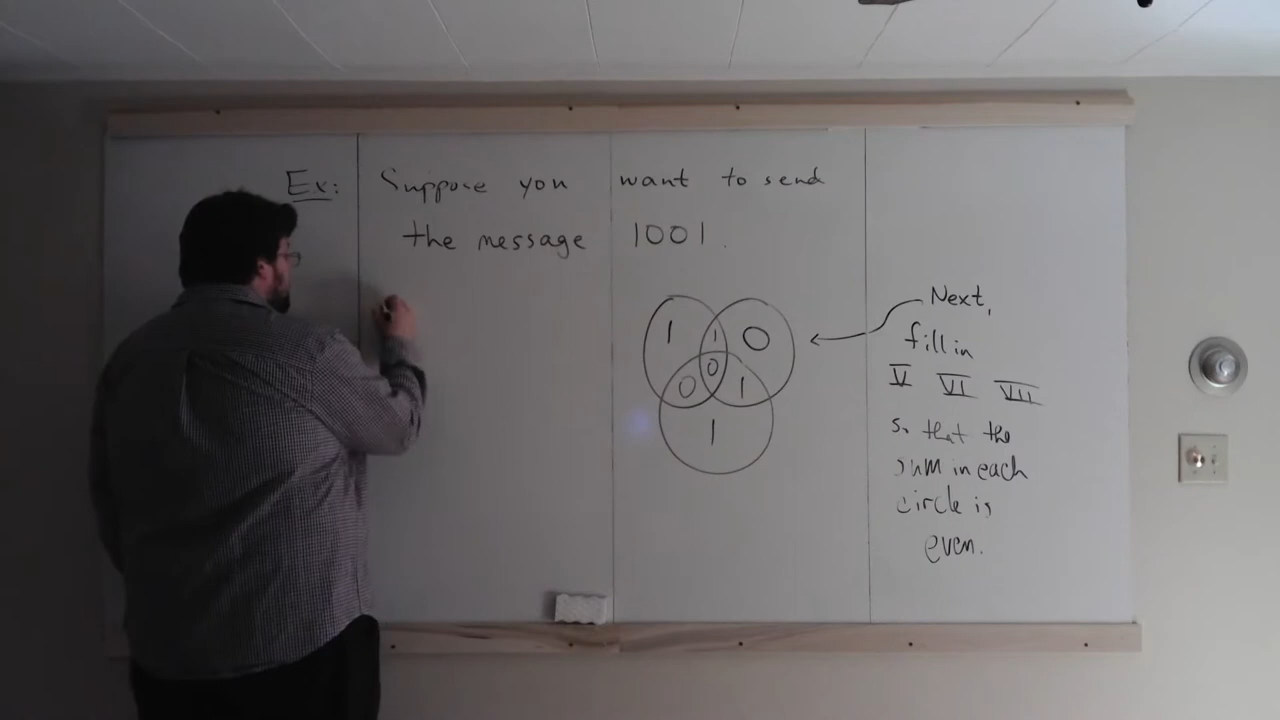 Ex: Suppose you want to send
the message 1001.
1 1 0
0
0 1
1
Next,
fill in
V VI VII
so that the
sum in each
circle is
even.